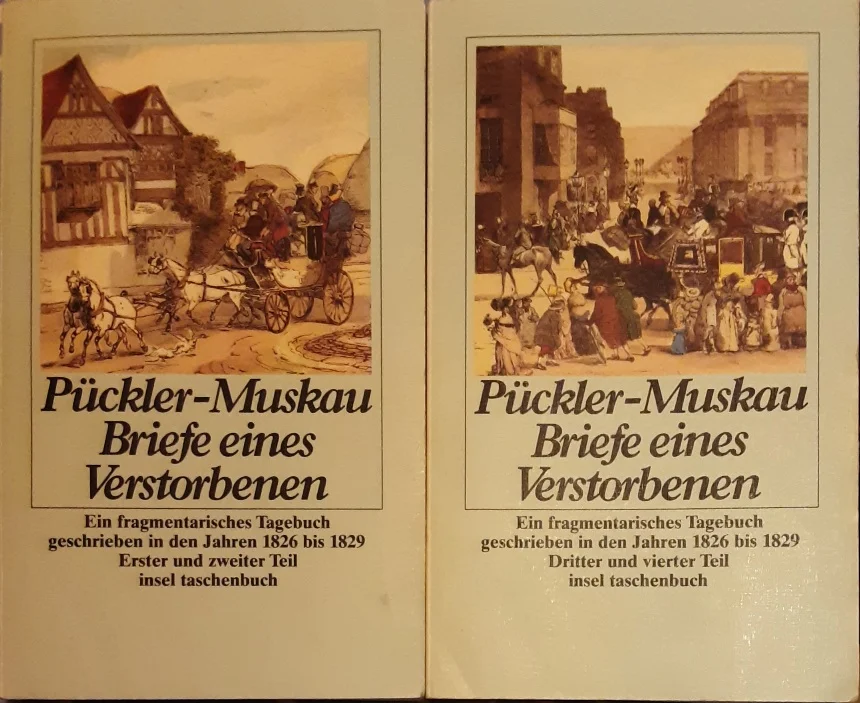 Pückler-Muskau
Briefe eines
Verstorbenen
Ein fragmentarisches Tagebuch
geschrieben in den Jahren 1826 bis 1829
Erster und zweiter Teil
insel taschenbuch
Pückler-Muskau
Briefe eines
Verstorbenen
Ein fragmentarisches Tagebuch
geschrieben in den Jahren 1826 bis 1829
Dritter und vierter Teil
insel taschenbuch